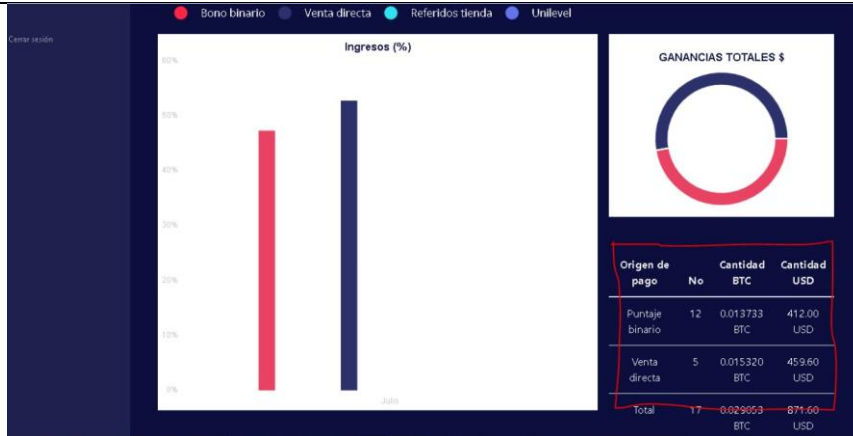 Bono binario Venta directa Referidos tienda Unilevel
Cerrar sesión
Ingresos (%)
60%
50%
40%
30%
20%
10%
0%
Julio
GANANCIAS TOTALES $
Origen de pago No Cantidad BTC Cantidad USD
Puntaje binario 12 0.013733 BTC 412.00 USD
Venta directa 5 0.015320 BTC 459.60 USD
Total 17 0.029053 BTC 871.60 USD